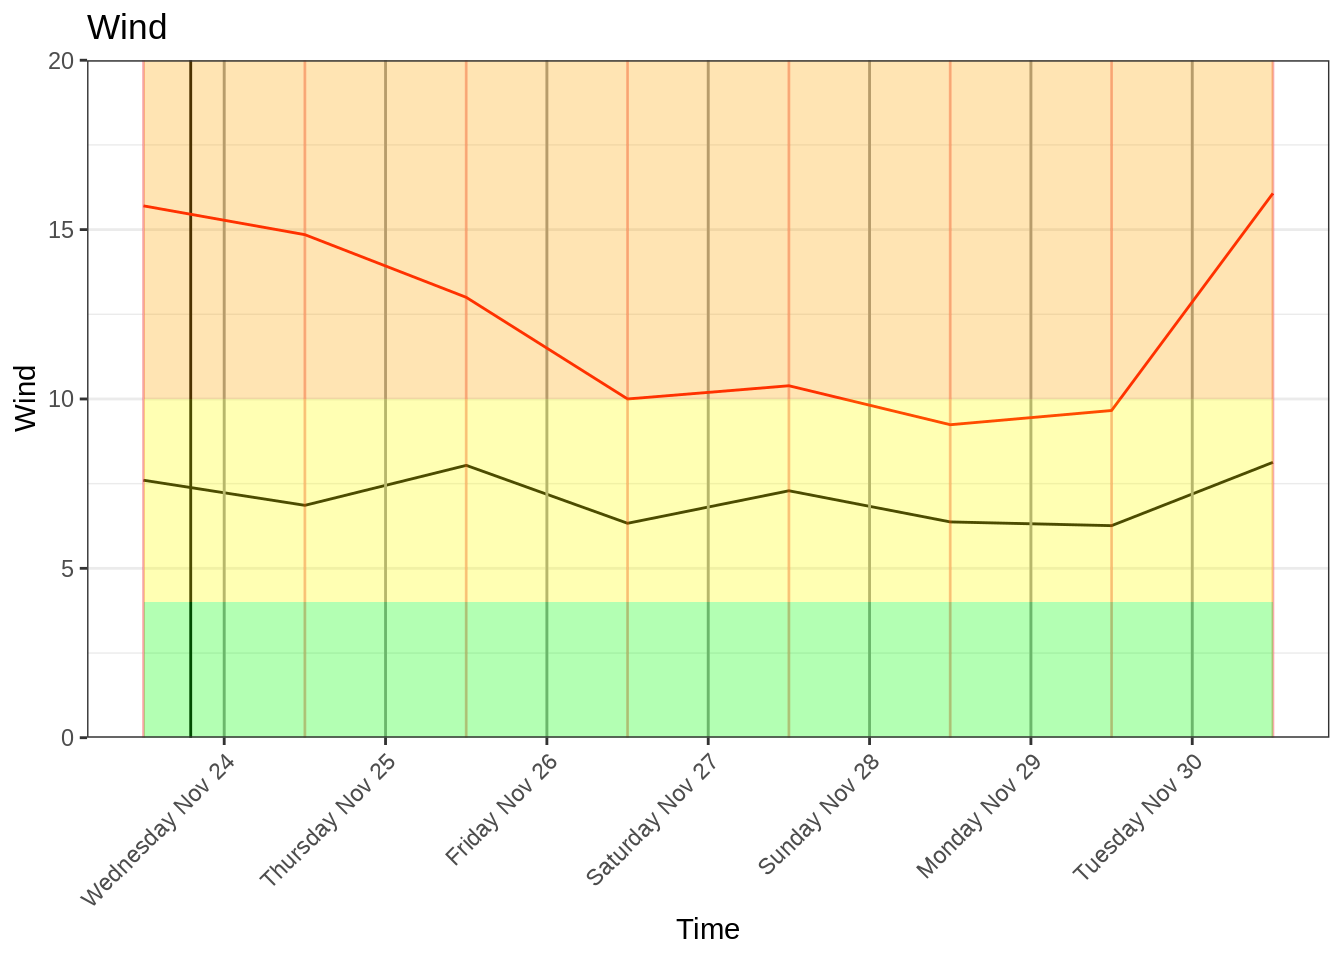 Wind
20
15
10
5
0
Wind
Wednesday Nov 24
Thursday Nov 25
Friday Nov 26
Saturday Nov 27
Sunday Nov 28
Monday Nov 29
Tuesday Nov 30
Time